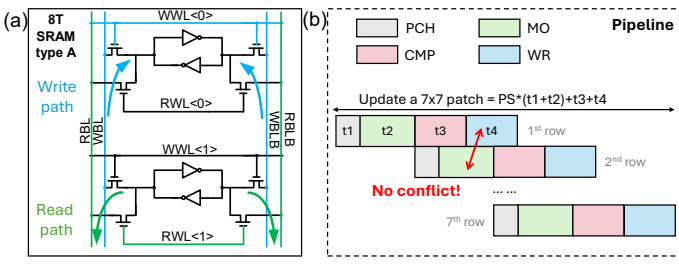 (a)
8T
SRAM
type A
WWL<0>
Write
path
RWL<0>
RBL
WBL
WBLB
RBLB
WWL<1>
Read
path
RWL<1>
(b)
Pipeline
PCH
MO
CMP
WR
Update a 7x7 patch = PS*(t1+t2)+t3+t4
t1
t2
t3
t4
1st row
2nd row
No conflict!
... ...
7th row